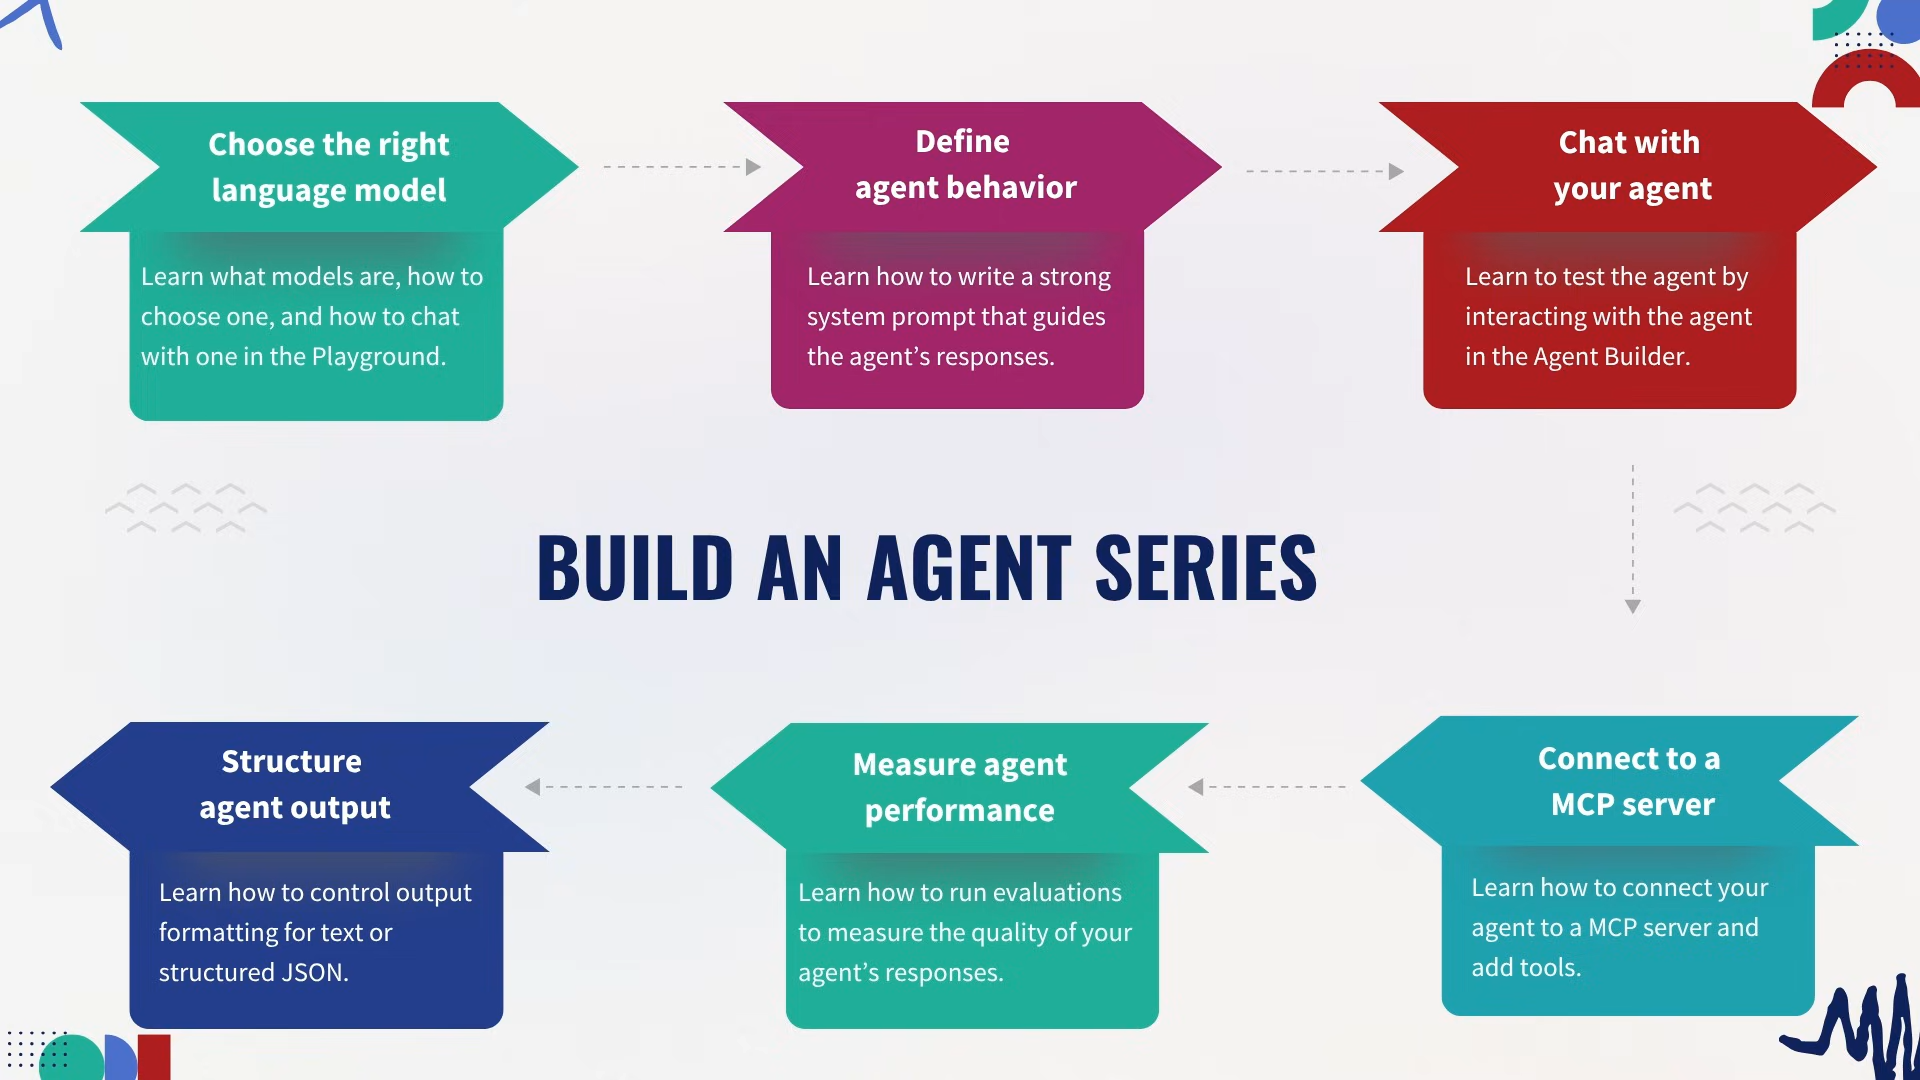 Choose the right
language model
Learn what models are, how to
choose one, and how to chat
with one in the Playground.
Define
agent behavior
Learn how to write a strong
system prompt that guides
the agent’s responses.
Chat with
your agent
Learn to test the agent by
interacting with the agent
in the Agent Builder.
BUILD AN AGENT SERIES
Structure
agent output
Learn how to control output
formatting for text or
structured JSON.
Measure agent
performance
Learn how to run evaluations
to measure the quality of your
agent’s responses.
Connect to a
MCP server
Learn how to connect your
agent to a MCP server and
add tools.